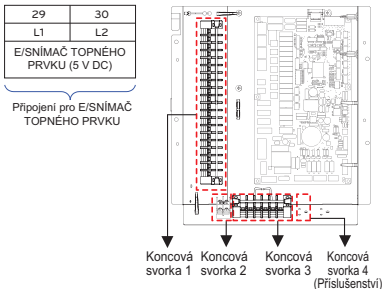 29 30
L1 L2
E/SNÍMAČ TOPNÉHO
PRVKU (5 V DC)
Připojení pro E/SNÍMAČ
TOPNÉHO PRVKU
Koncová
svorka 1
Koncová
svorka 2
Koncová
svorka 3
Koncová
svorka 4
(Příslušenství)